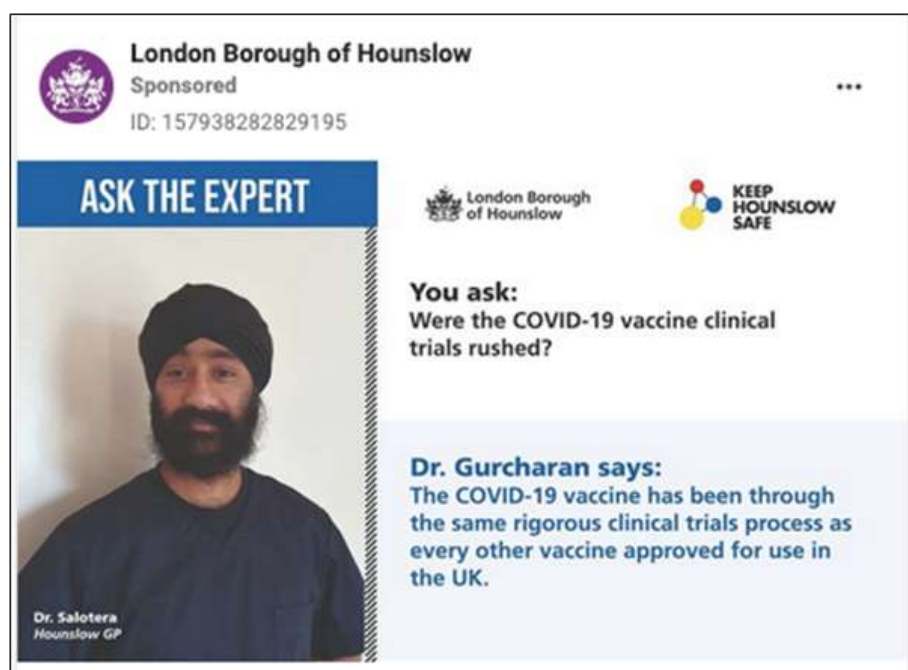 London Borough of Hounslow
Sponsored
ID: 157938282829195
ASK THE EXPERT
London Borough
of Hounslow
KEEP
HOUNSLOW
SAFE
You ask:
Were the COVID-19 vaccine clinical
trials rushed?
Dr. Gurcharan says:
The COVID-19 vaccine has been through
the same rigorous clinical trials process as
every other vaccine approved for use in
the UK.
Dr. Salotera
Hounslow GP